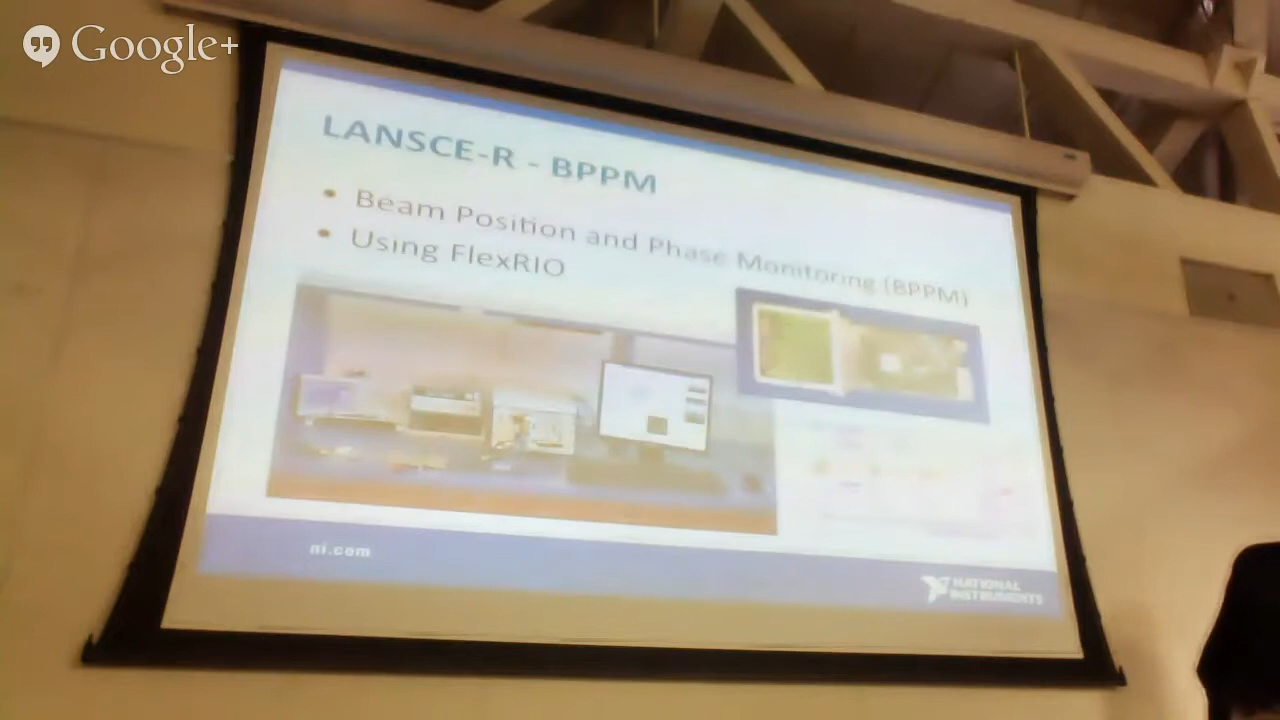 Google+
LANSCE-R - BPPM
• Beam Position and Phase Monitoring (BPPM)
• Using FlexRIO
ni.com
NATIONAL
INSTRUMENTS